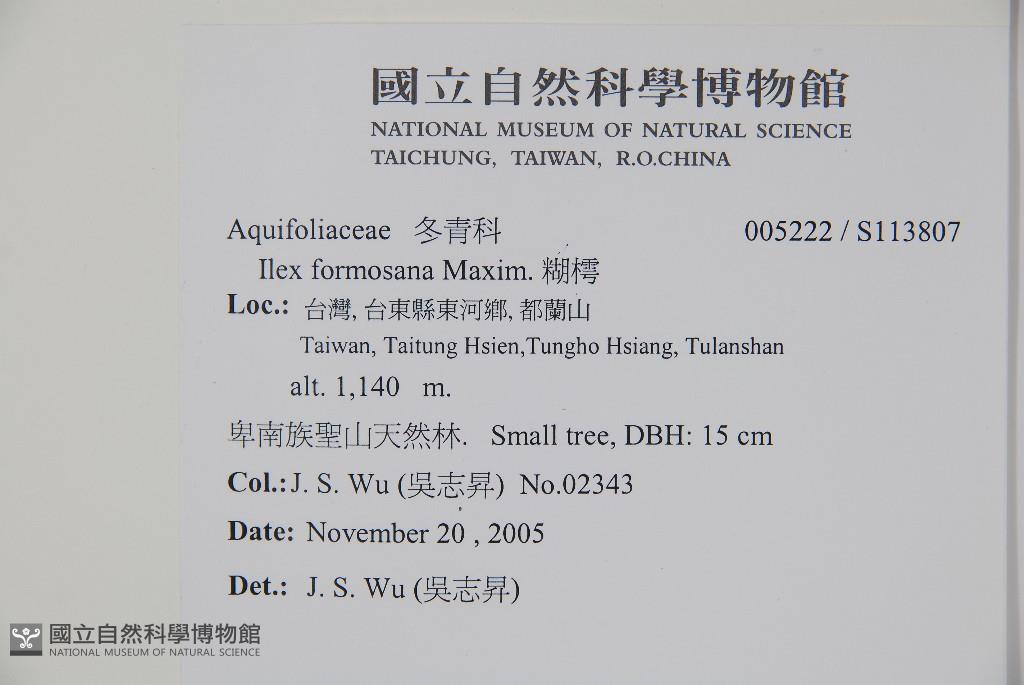 國立自然科學博物館
NATIONAL MUSEUM OF NATURAL SCIENCE
TAICHUNG, TAIWAN, R.O.CHINA
Aquifoliaceae 冬青科 005222 / S113807
Ilex formosana Maxim. 糊樗
Loc.: 台灣, 台東縣東河鄉, 都蘭山
Taiwan, Taitung Hsien,Tungho Hsiang, Tulanshan
alt. 1,140 m.
卑南族聖山天然林. Small tree, DBH: 15 cm
Col.:J. S. Wu (吳志昇) No.02343
Date: November 20 , 2005
Det.: J. S. Wu (吳志昇)
國立自然科學博物館
NATIONAL MUSEUM OF NATURAL SCIENCE